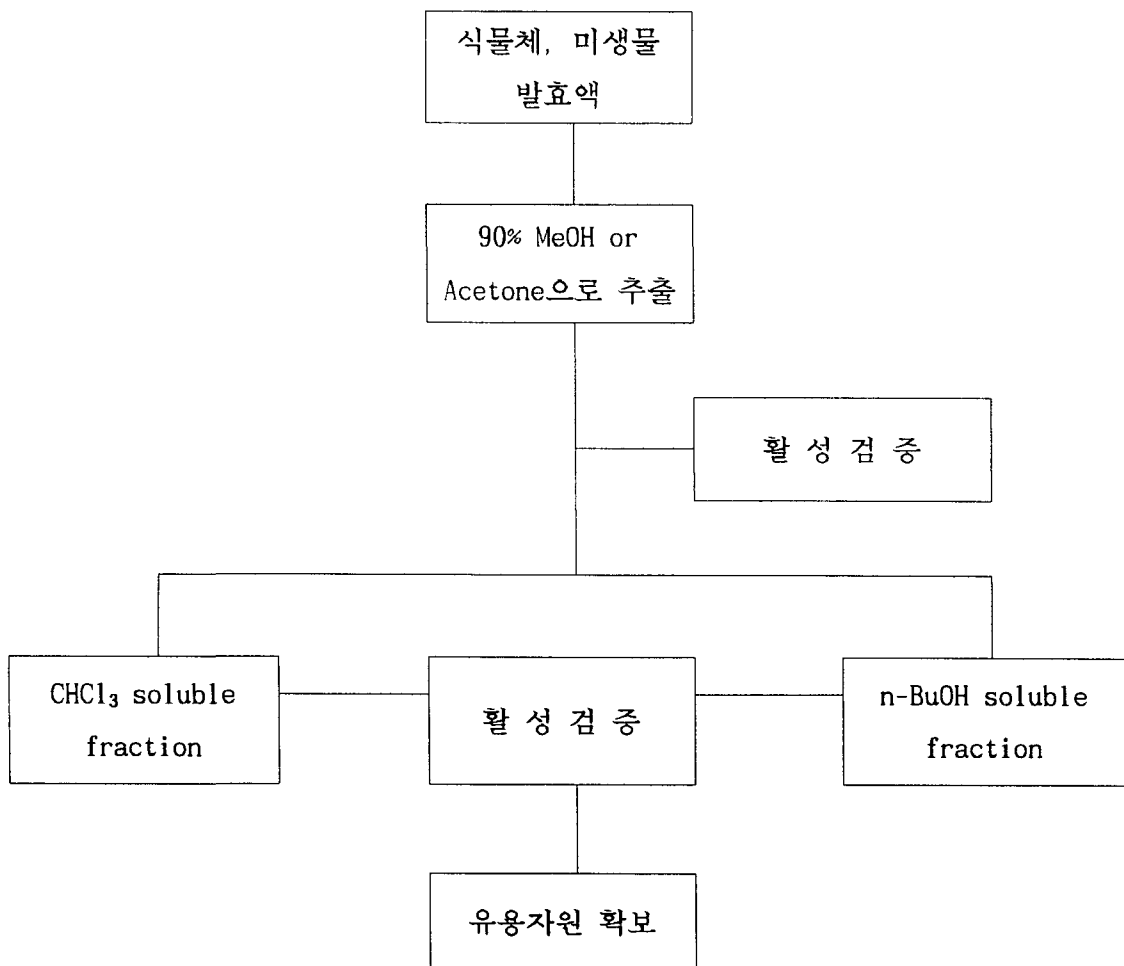 식물체, 미생물
발효액
90% MeOH or
Acetone으로 추출
활 성 검 증
CHCl₃ soluble
fraction
활 성 검 증
n-BuOH soluble
fraction
유용자원 확보